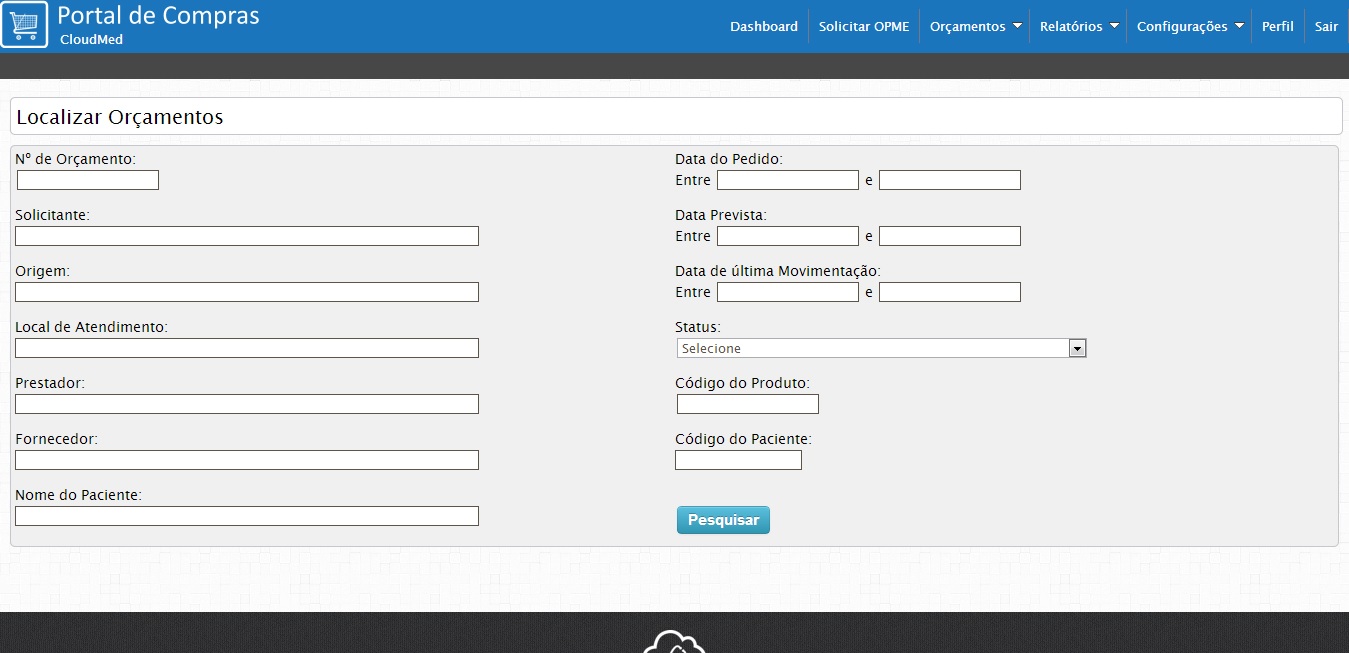 Portal de Compras
CloudMed
Dashboard Solicitar OPME Orçamentos Relatórios Configurações Perfil Sair
Localizar Orçamentos
Nº de Orçamento:
Solicitante:
Origem:
Local de Atendimento:
Prestador:
Fornecedor:
Nome do Paciente:
Data do Pedido:
Entre e
Data Prevista:
Entre e
Data de última Movimentação:
Entre e
Status:
Selecione
Código do Produto:
Código do Paciente:
Pesquisar